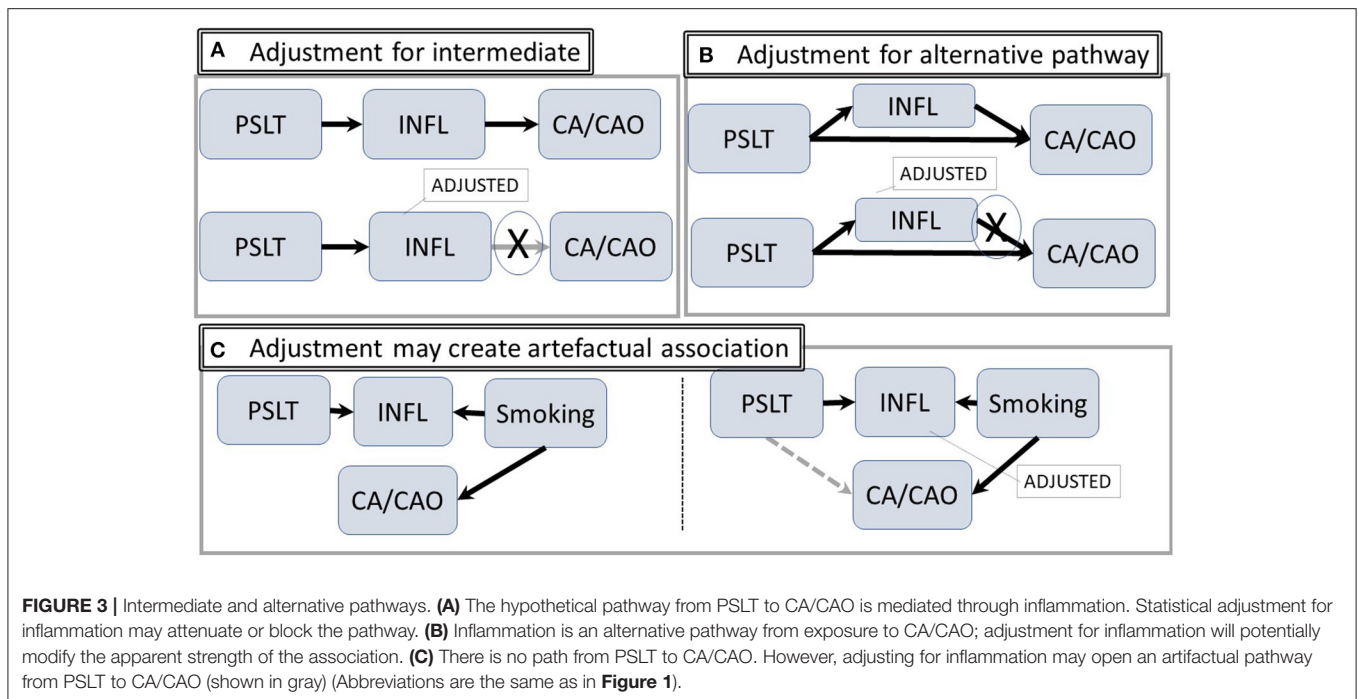 A Adjustment for intermediate
PSLT INFL CA/CAO
ADJUSTED
PSLT INFL X CA/CAO
B Adjustment for alternative pathway
INFL
PSLT CA/CAO
ADJUSTED
INFL X
PSLT CA/CAO
C Adjustment may create artefactual association
PSLT INFL Smoking
CA/CAO
PSLT INFL Smoking
CA/CAO ADJUSTED
FIGURE 3 | Intermediate and alternative pathways. (A) The hypothetical pathway from PSLT to CA/CAO is mediated through inflammation. Statistical adjustment for
inflammation may attenuate or block the pathway. (B) Inflammation is an alternative pathway from exposure to CA/CAO; adjustment for inflammation will potentially
modify the apparent strength of the association. (C) There is no path from PSLT to CA/CAO. However, adjusting for inflammation may open an artifactual pathway
from PSLT to CA/CAO (shown in gray) (Abbreviations are the same as in Figure 1).